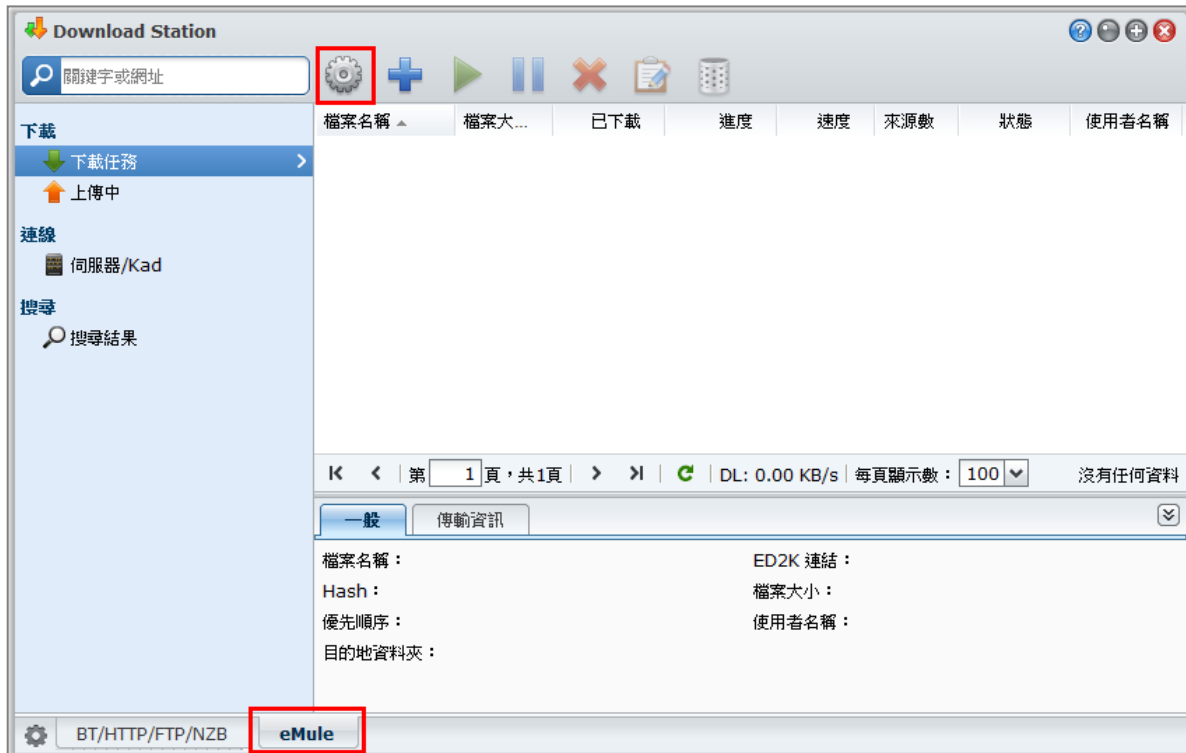 Download Station
關鍵字或網址
檔案名稱 檔案大... 已下載 進度 速度 來源數 狀態 使用者名稱
下載
下載任務
上傳中
連線
伺服器/Kad
搜尋
搜尋結果
第 1 頁，共1頁 DL: 0.00 KB/s 每頁顯示數： 100 沒有任何資料
一般 傳輸資訊
檔案名稱： ED2K 連結：
Hash： 檔案大小：
優先順序： 使用者名稱：
目的地資料夾：
BT/HTTP/FTP/NZB eMule